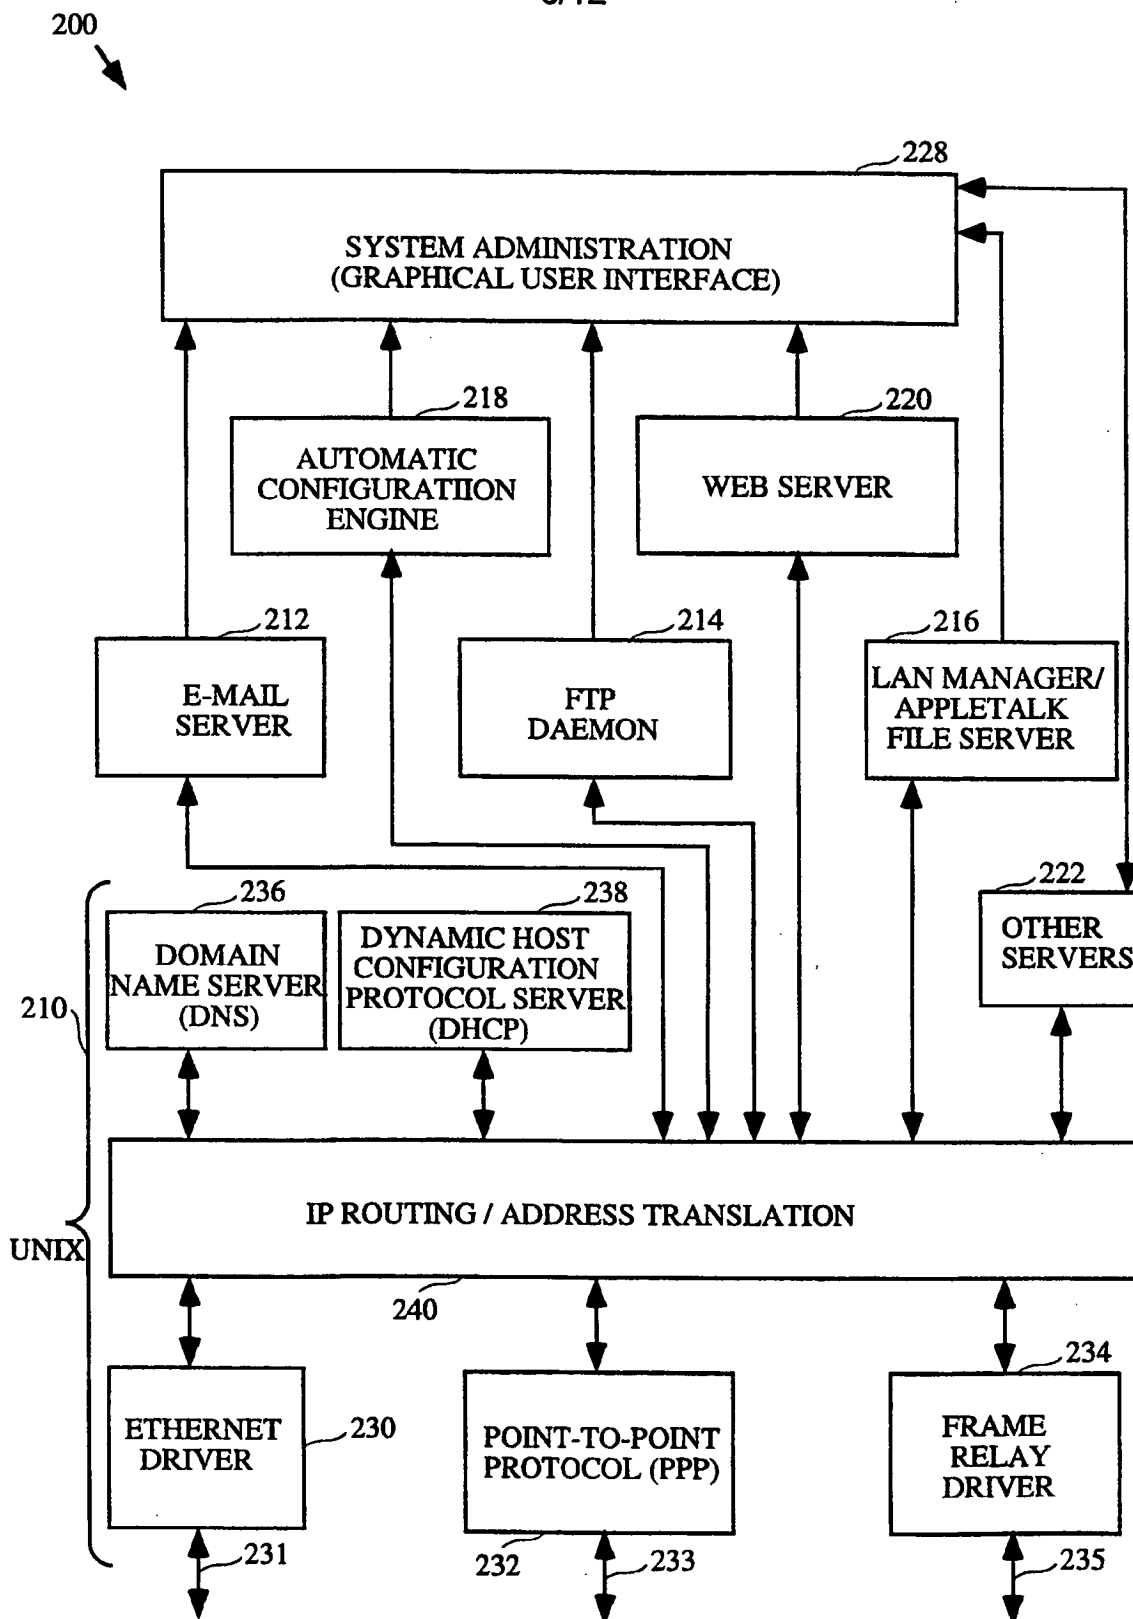 200
228
SYSTEM ADMINISTRATION
(GRAPHICAL USER INTERFACE)
218
220
AUTOMATIC
CONFIGURATIION
ENGINE
WEB SERVER
212
214
216
E-MAIL
SERVER
FTP
DAEMON
LAN MANAGER/
APPLETALK
FILE SERVER
222
236
238
OTHER
SERVERS
DOMAIN
NAME SERVER
(DNS)
DYNAMIC HOST
CONFIGURATION
PROTOCOL SERVER
(DHCP)
210
IP ROUTING / ADDRESS TRANSLATION
UNIX
240
234
ETHERNET
DRIVER
230
POINT-TO-POINT
PROTOCOL (PPP)
FRAME
RELAY
DRIVER
231
232
233
235